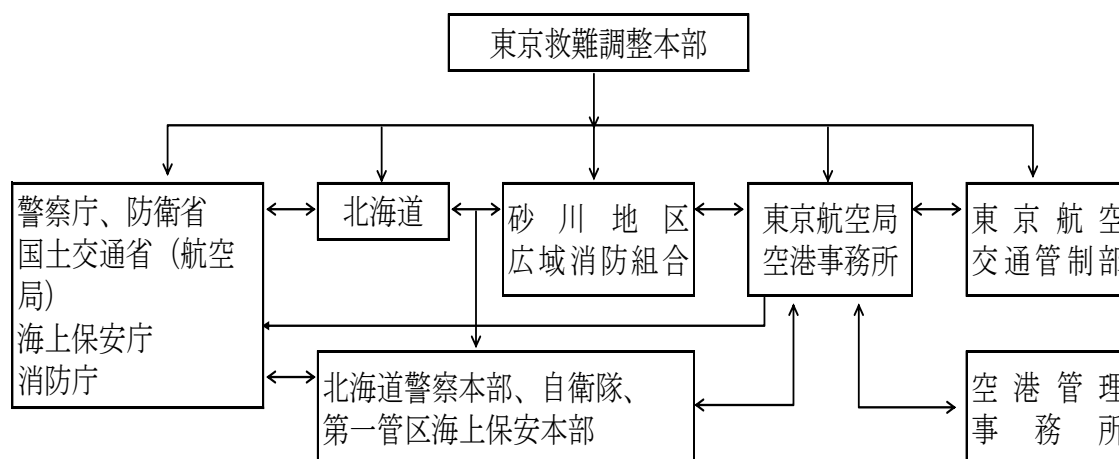 東京救難調整本部
警察庁、防衛省
国土交通省（航空
局）
海上保安庁
消防庁
北海道
砂川地区
広域消防組合
東京航空局
空港事務所
東京航空
交通管制部
北海道警察本部、自衛隊、
第一管区海上保安本部
空港管理
事務所